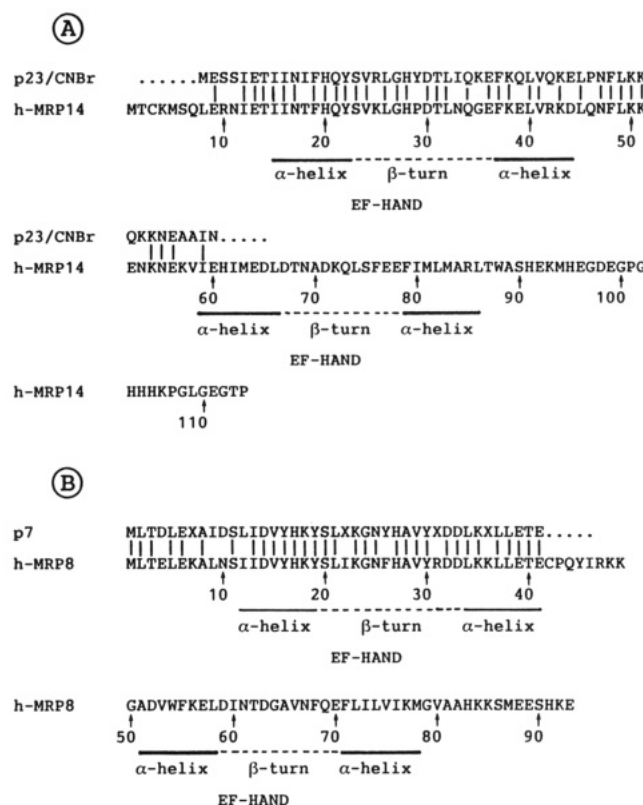 A
p23/CNBr ......MESSIETIINIFHQYSVRLGHYDTLIQKEFKQLVQKELPNFLKK
h-MRP14 MTCKMSQLERNIETIINTFHQYSVKLGHPDTLNQGEFKELVRKDLQNFLKK
10 20 30 40 50
α-helix β-turn α-helix
EF-HAND
p23/CNBr QKKNEAAIN.....
h-MRP14 ENKNEKVIEHIMEDLDTNADKQLSFEEFIMLMARLTWASHEKMHEGDEGPG
60 70 80 90 100
α-helix β-turn α-helix
EF-HAND
h-MRP14 HHHKPGLGEGTP
110
B
p7 MLTDLEXAIDSLIDVYHKYSLXKGNYHAVYXDDLKXLLETE.....
h-MRP8 MLTELEKALNSIIDVYHKYSLIKGNFHAVYRDDLKKLLETECPQYIRKK
10 20 30 40
α-helix β-turn α-helix
EF-HAND
h-MRP8 GADVWFKELDINTDGAVNFQEFLILVIKMGVAAHKKSMEESHKE
50 60 70 80 90
α-helix β-turn α-helix
EF-HAND